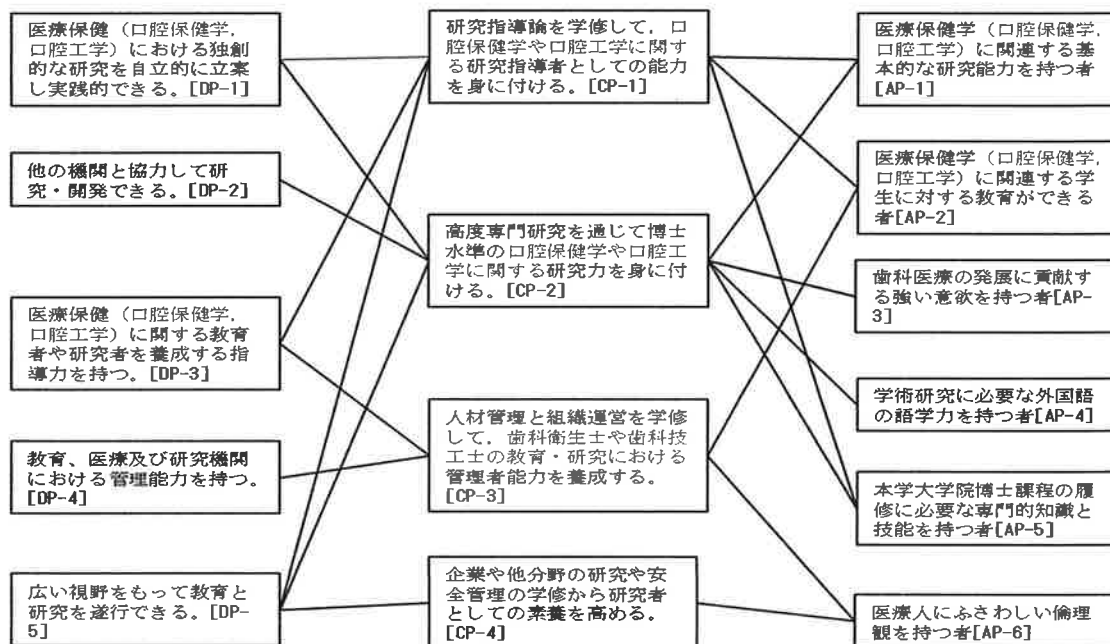 医療保健（口腔保健学，
口腔工学）における独創
的な研究を自立的に立案
し実践的できる。[DP-1]
他の機関と協力して研
究・開発できる。[DP-2]
医療保健（口腔保健学，
口腔工学）に関する教育
者や研究者を養成する指
導力を持つ。[DP-3]
教育、医療及び研究機関
における管理能力を持つ。
[DP-4]
広い視野をもって教育と
研究を遂行できる。[DP-
5]
研究指導論を学修して，口
腔保健学や口腔工学に関す
る研究指導者としての能力
を身に付ける。[CP-1]
高度専門研究を通じて博士
水準の口腔保健学や口腔工
学に関する研究力を身に付
ける。[CP-2]
人材管理と組織運営を学修
して，歯科衛生士や歯科技
工士の教育・研究における
管理者能力を養成する。
[CP-3]
企業や他分野の研究や安
全管理の学修から研究者
としての素養を高める。
[CP-4]
医療保健学（口腔保健学，
口腔工学）に関連する基
本的な研究能力を持つ者
[AP-1]
医療保健学（口腔保健学，
口腔工学）に関連する学
生に対する教育ができる
者[AP-2]
歯科医療の発展に貢献す
る強い意欲を持つ者[AP-
3]
学術研究に必要な外国語
の語学力を持つ者[AP-4]
本学大学院博士課程の履
修に必要な専門的知識と
技能を持つ者[AP-5]
医療人にふさわしい倫理
観を持つ者[AP-6]